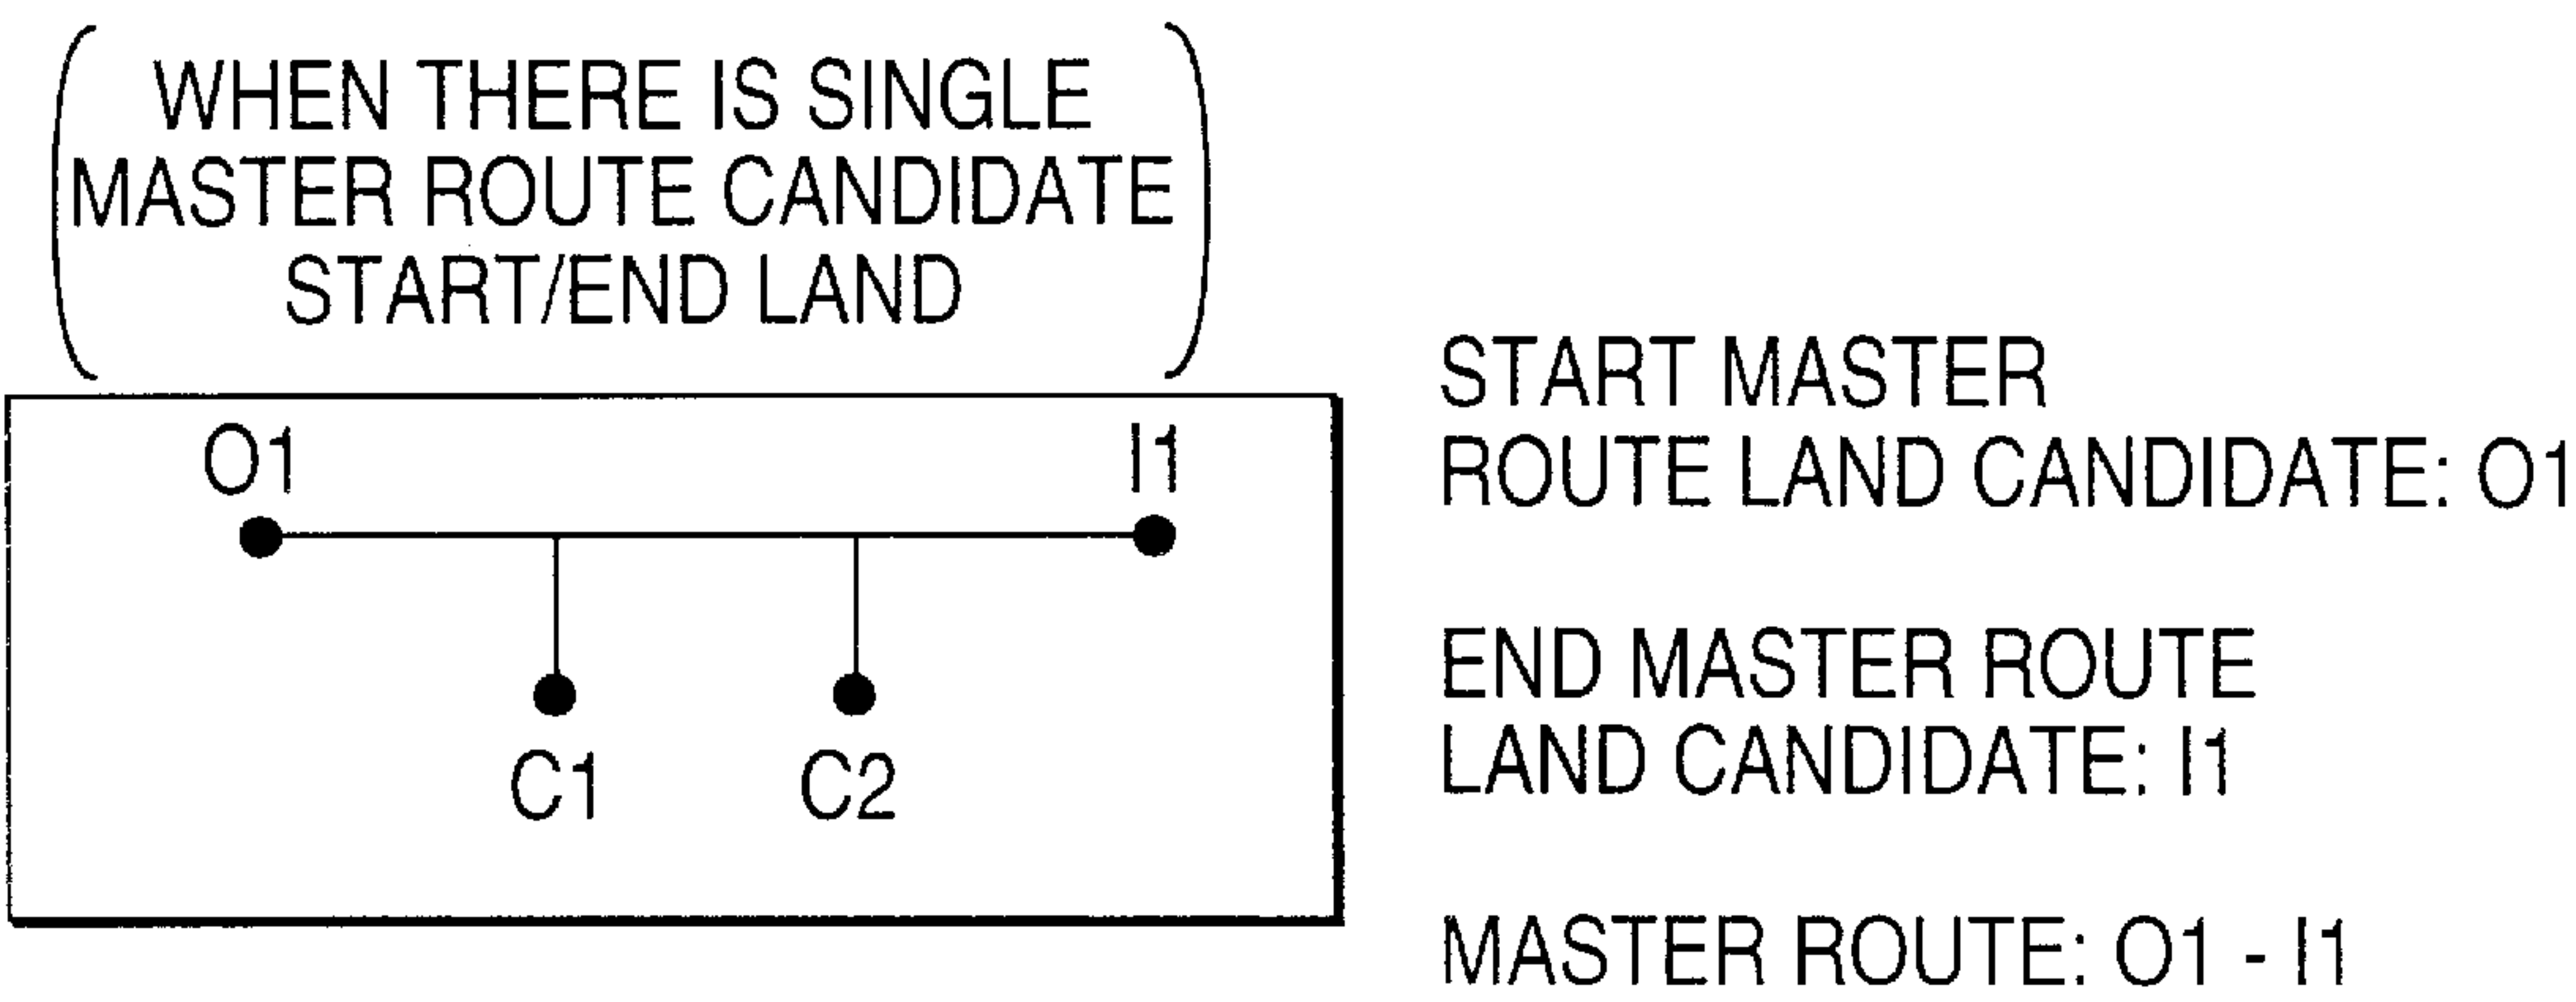 WHEN THERE IS SINGLE
MASTER ROUTE CANDIDATE
START/END LAND
O1
I1
C1
C2
START MASTER
ROUTE LAND CANDIDATE: O1
END MASTER ROUTE
LAND CANDIDATE: I1
MASTER ROUTE: O1 - I1